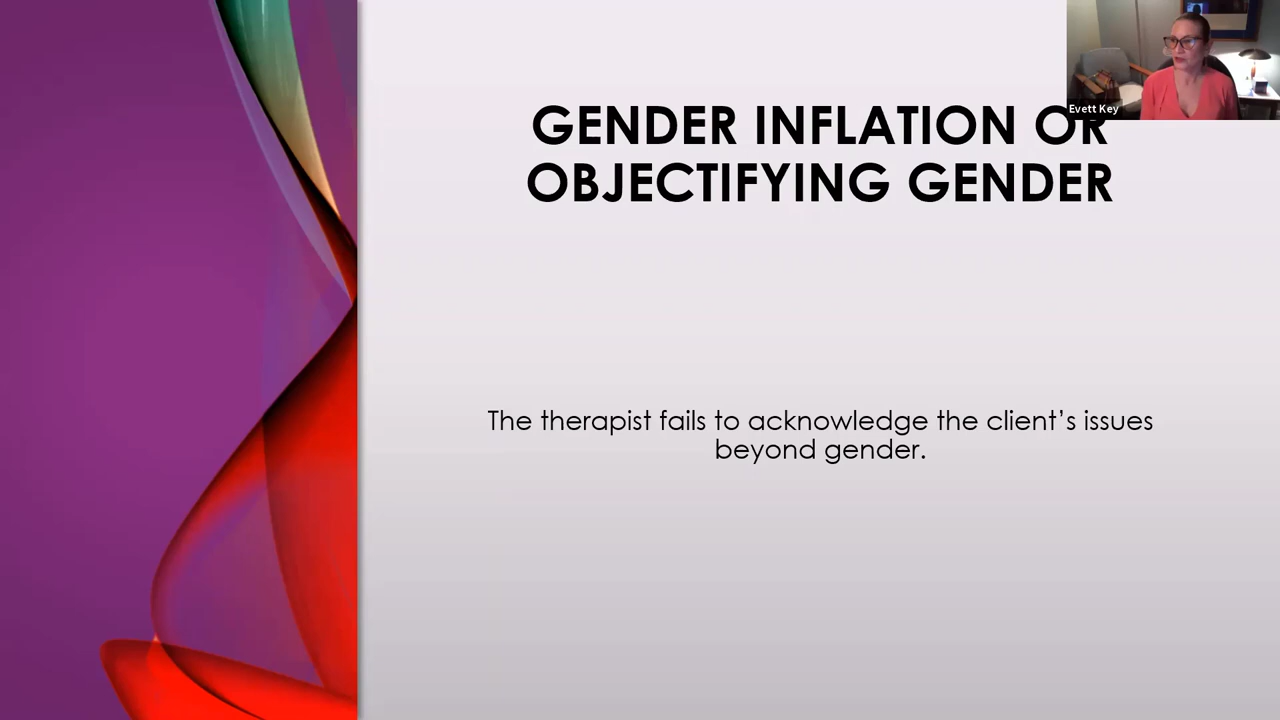 GENDER INFLATION OR
OBJECTIFYING GENDER
Evett Key
The therapist fails to acknowledge the client’s issues
beyond gender.